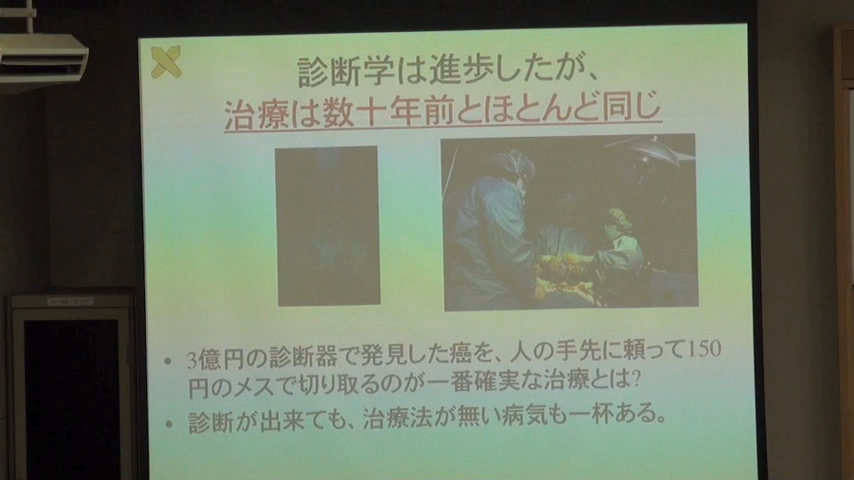 診断学は進歩したが、
治療は数十年前とほとんど同じ
• 3億円の診断器で発見した癌を、人の手先に頼って150
円のメスで切り取るのが一番確実な治療とは?
• 診断が出来ても、治療法が無い病気も一杯ある。